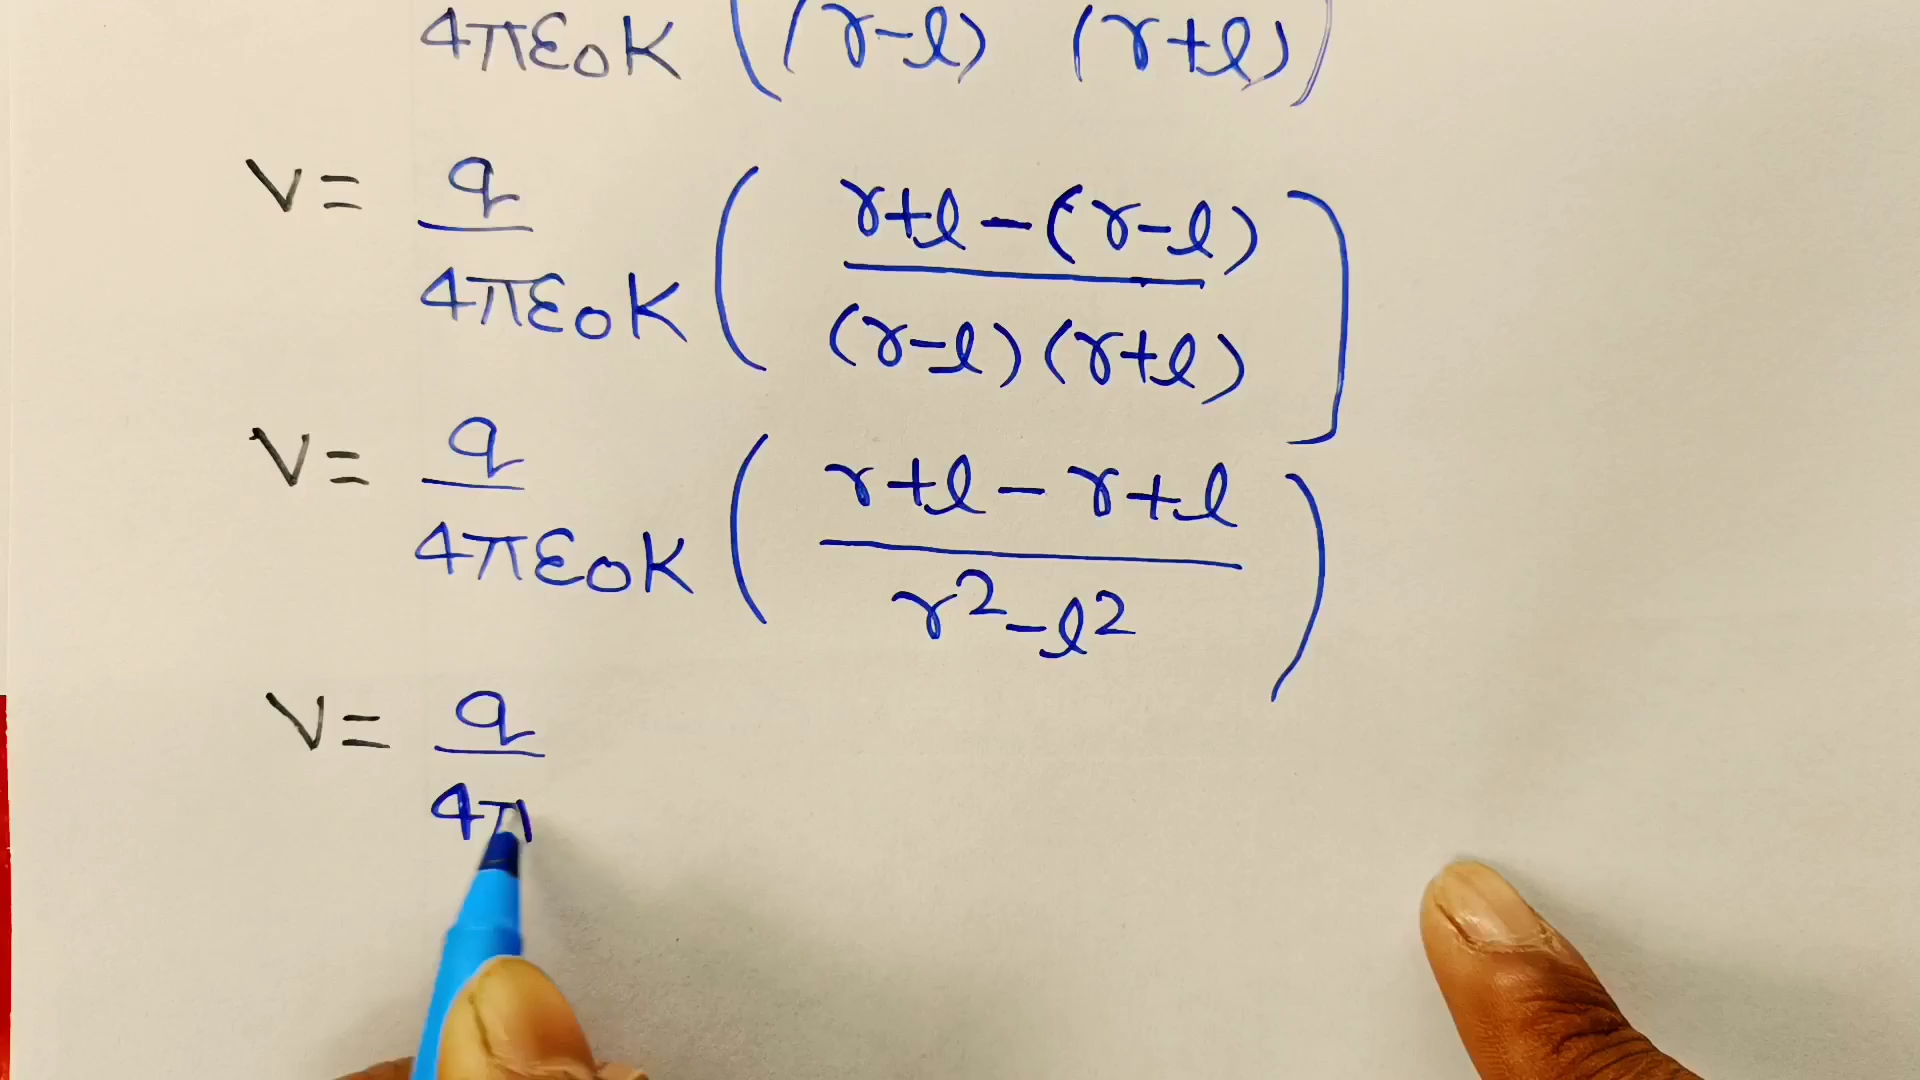 4πε₀K ( (r-l) (r+l) )
V = q / 4πε₀K ( r+l-(r-l) / (r-l)(r+l) ]
V = q / 4πε₀K ( r+l-r+l / r²-l² )
V = q / 4π